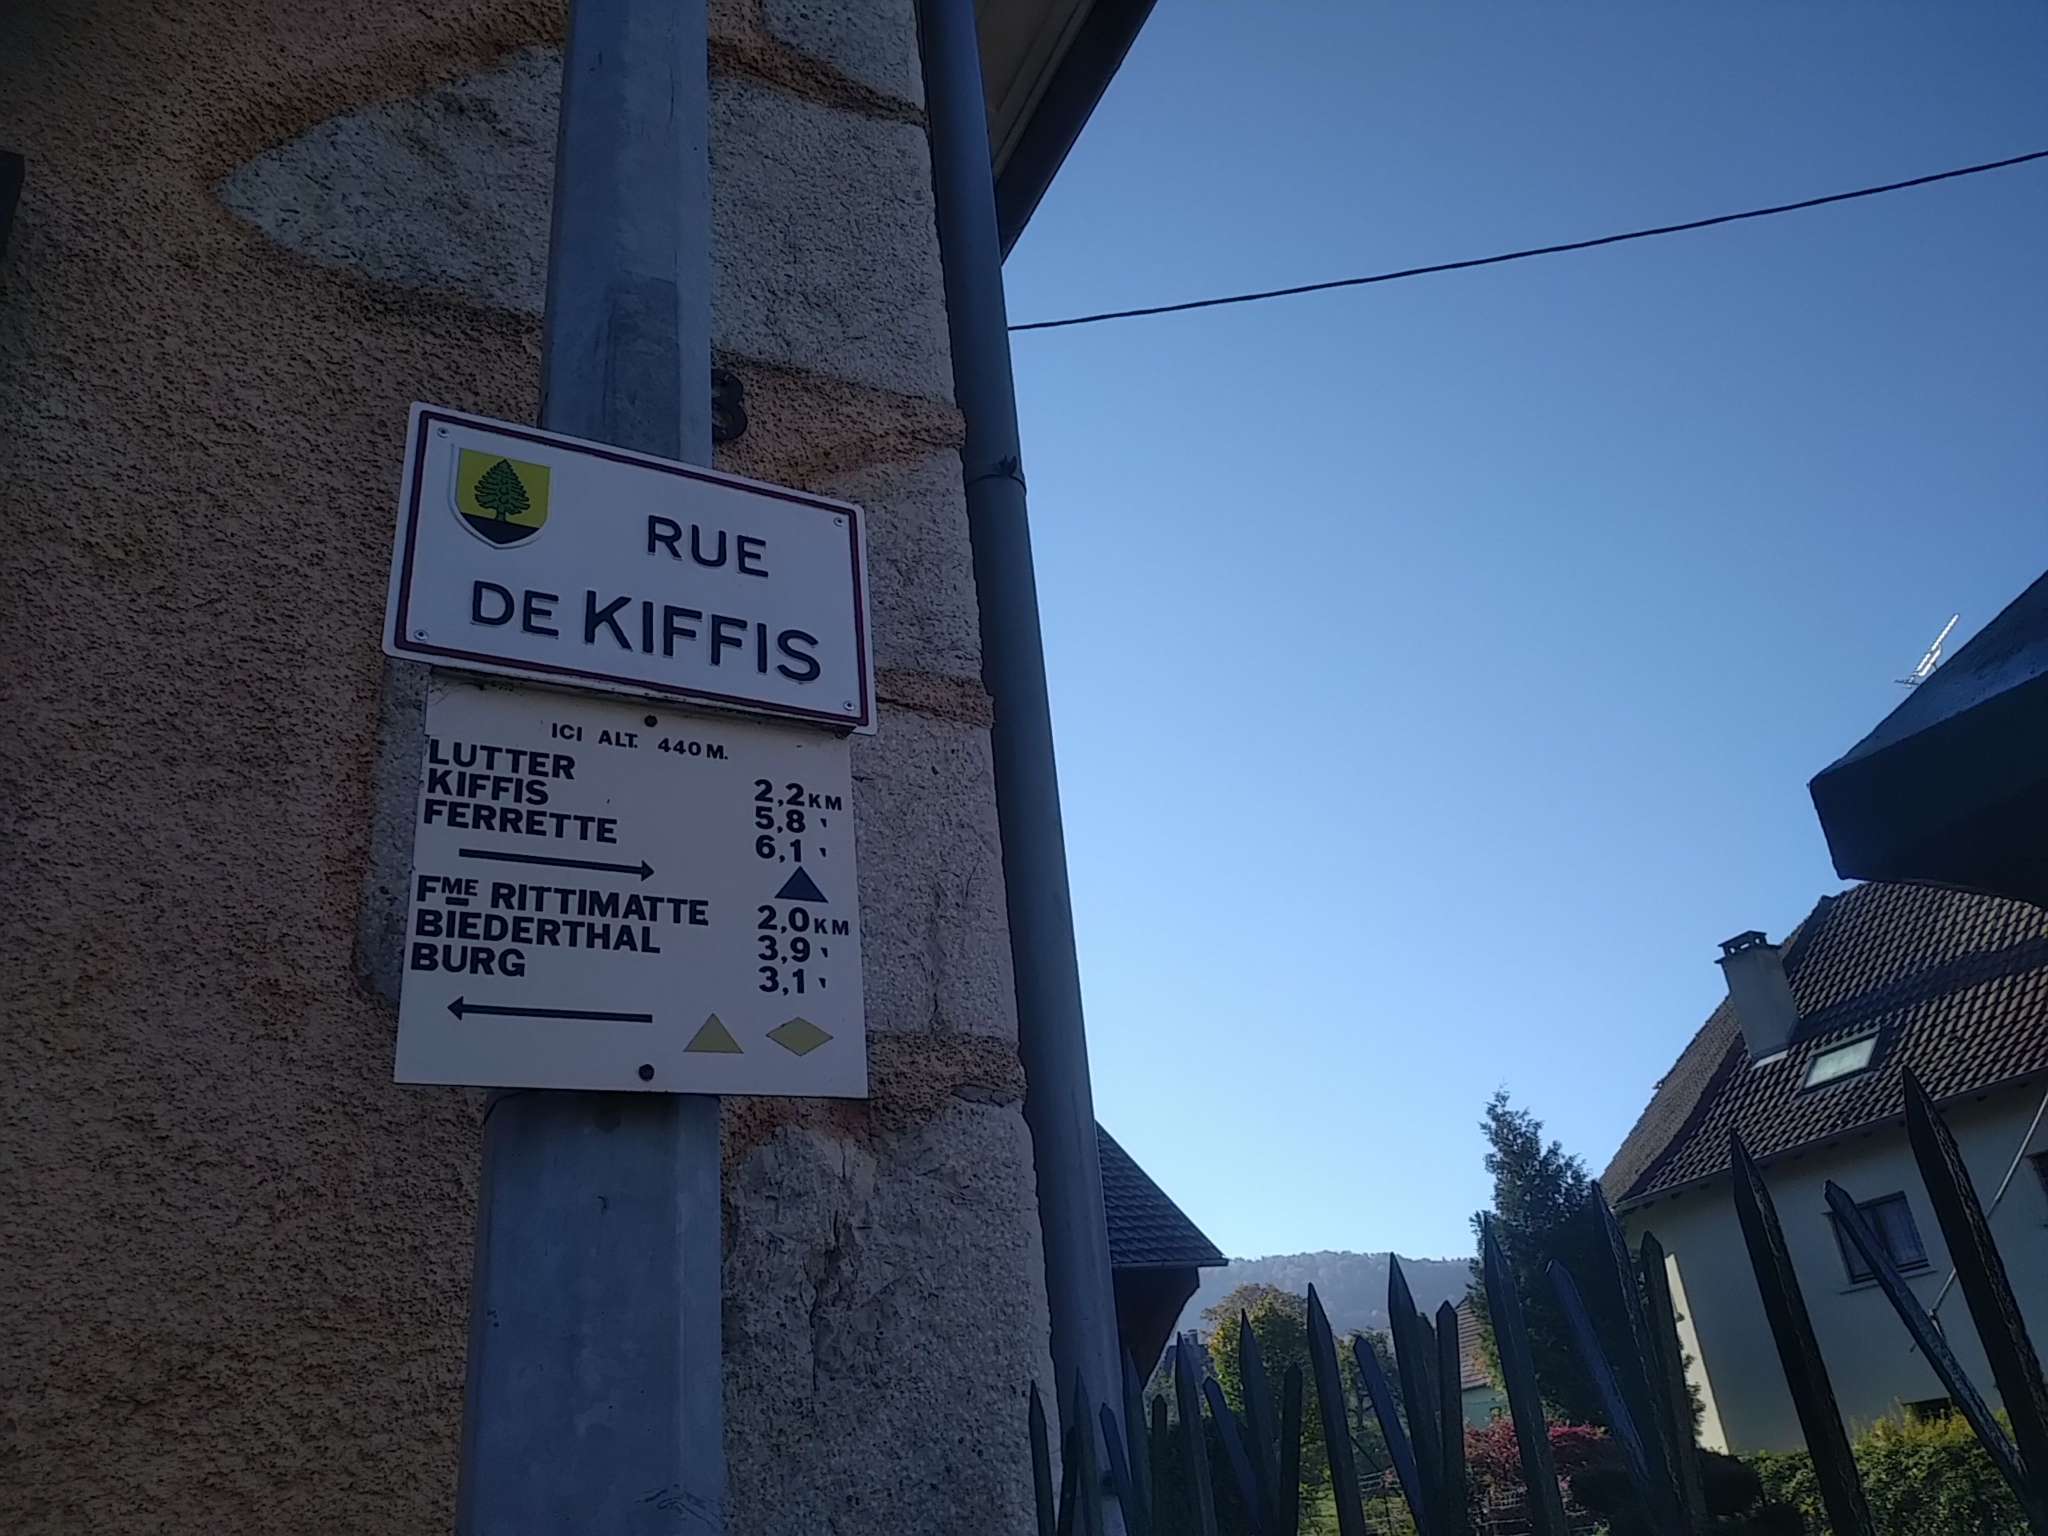 3
RUE
DE KIFFIS
ICI ALT. 440 M.
LUTTER 2,2 KM
KIFFIS 5,8 "
FERRETTE 6,1 "
FME RITTIMATTE 2,0 KM
BIEDERTHAL 3,9 "
BURG 3,1 "